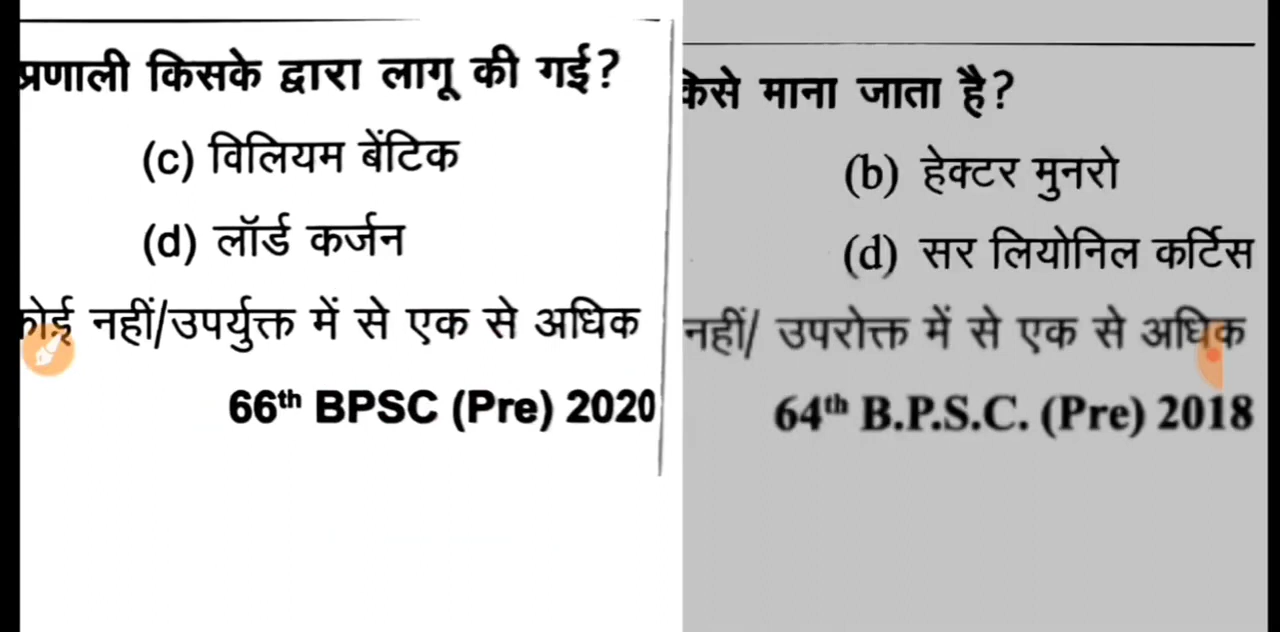 प्रणाली किसके द्वारा लागू की गई?
(c) विलियम बेंटिक
(d) लॉर्ड कर्जन
कोई नहीं/उपर्युक्त में से एक से अधिक
66th BPSC (Pre) 2020
किसे माना जाता है?
(b) हेक्टर मुनरो
(d) सर लियोनिल कर्टिस
नहीं/ उपरोक्त में से एक से अधिक
64th B.P.S.C. (Pre) 2018